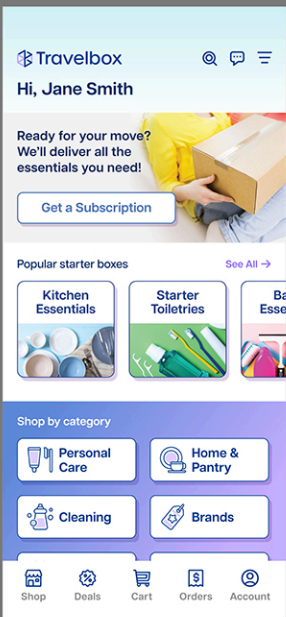 Travelbox
Hi, Jane Smith
Ready for your move?
We'll deliver all the
essentials you need!
Get a Subscription
Popular starter boxes
See All →
Kitchen
Essentials
Starter
Toiletries
Ba
Esse
Shop by category
Personal
Care
Home &
Pantry
Cleaning
Brands
Shop
Deals
Cart
Orders
Account